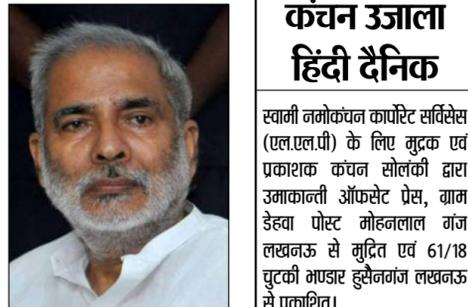 कंचन उजाला
हिंदी दैनिक
स्वामी नमोकंचन कार्पोरेट सर्विसेस
(एल.एल.पी) के लिए मुद्रक एवं
प्रकाशक कंचन सोलंकी द्वारा
उमाकान्ती ऑफसेट प्रेस, ग्राम
डेहवा पोस्ट मोहनलाल गंज
लखनऊ से मुद्रित एवं 61/18
चुटकी भण्डार हुसैनगंज लखनऊ
से प्रकाशित।